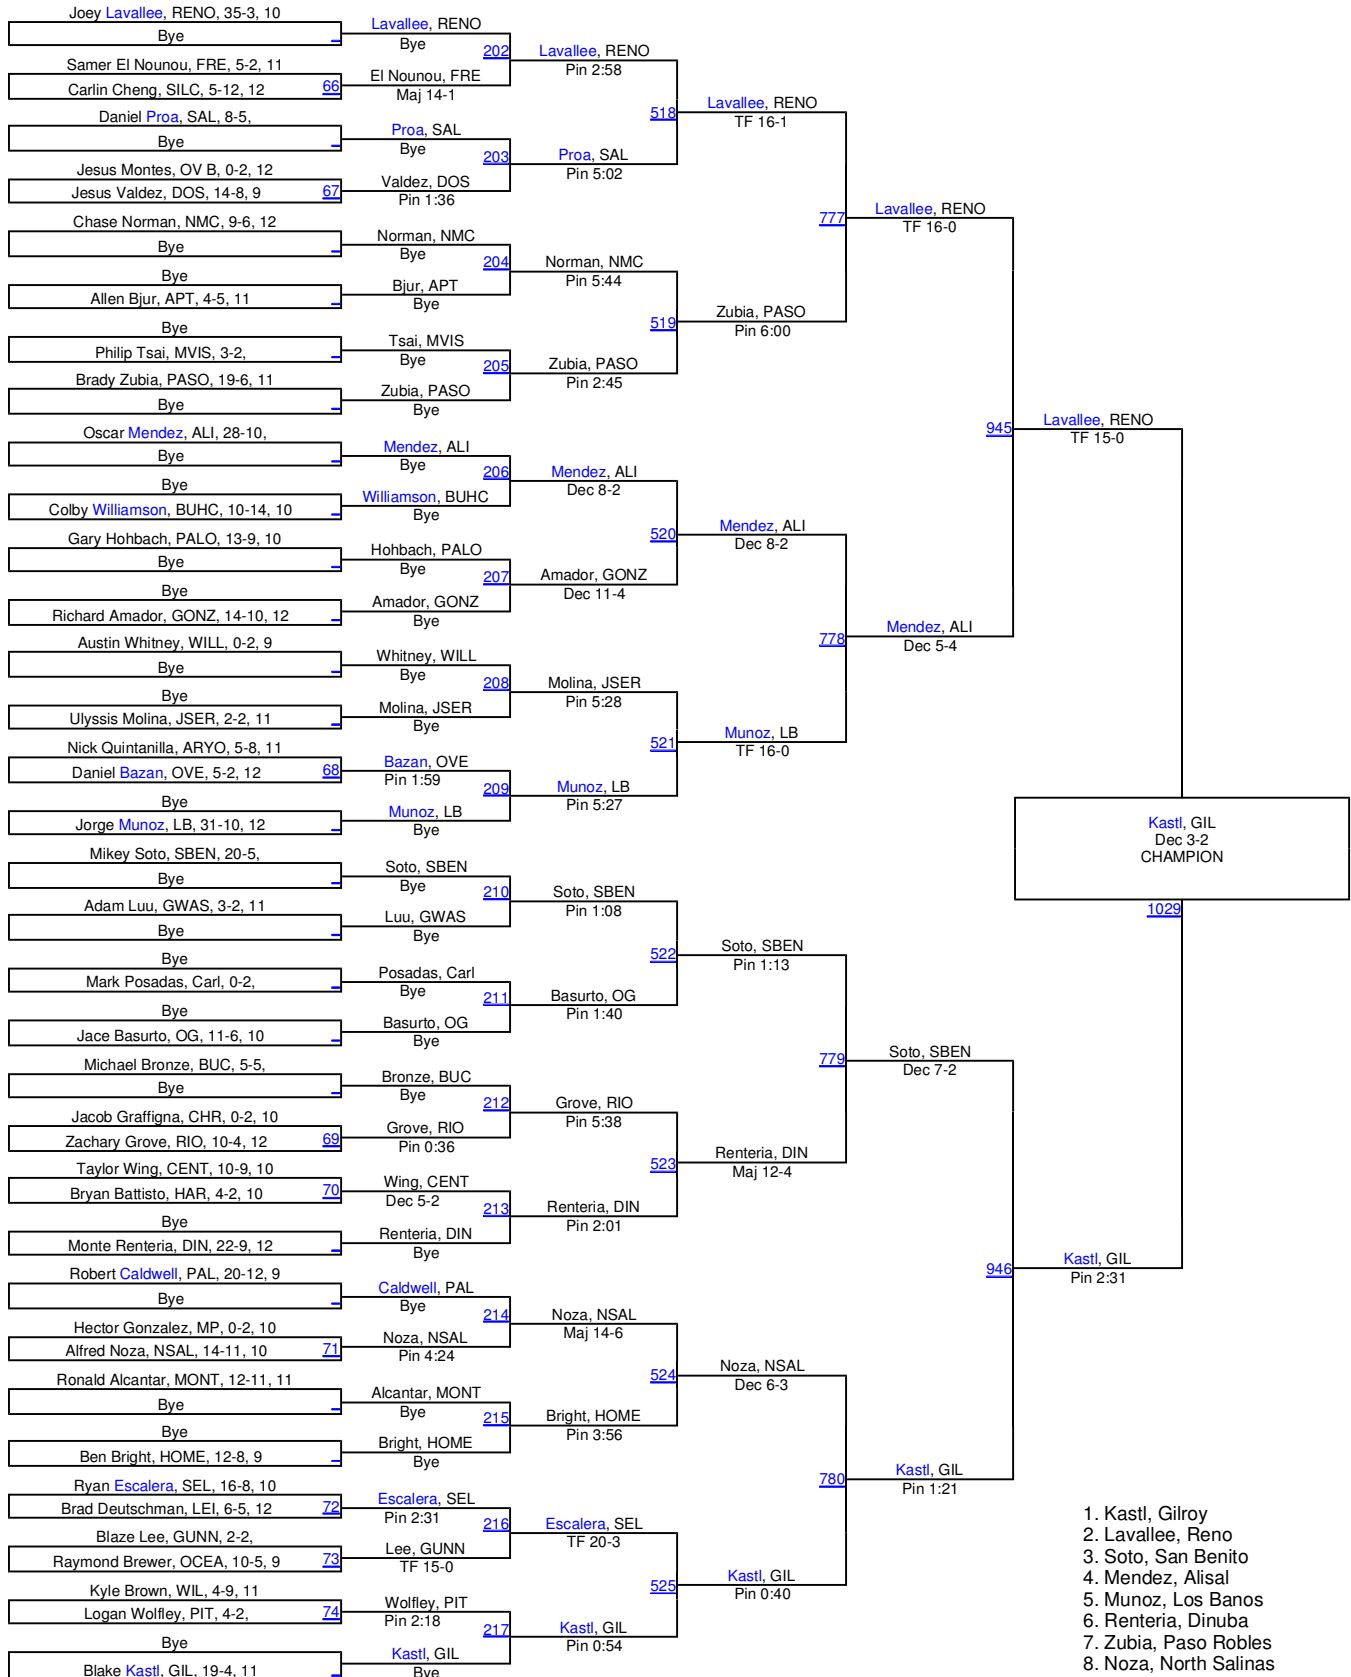 Joey Lavallee, RENO, 35-3, 10
Bye
Samer El Nounou, FRE, 5-2, 11
Carlin Cheng, SILC, 5-12, 12 66
Daniel Proa, SAL, 8-5,
Bye
Jesus Montes, OV B, 0-2, 12
Jesus Valdez, DOS, 14-8, 9 67
Chase Norman, NMC, 9-6, 12
Bye
Bye
Allen Bjur, APT, 4-5, 11
Bye
Philip Tsai, MVIS, 3-2,
Brady Zubia, PASO, 19-6, 11
Bye
Oscar Mendez, ALI, 28-10,
Bye
Bye
Colby Williamson, BUHC, 10-14, 10
Gary Hohbach, PALO, 13-9, 10
Bye
Bye
Richard Amador, GONZ, 14-10, 12
Austin Whitney, WILL, 0-2, 9
Bye
Bye
Ulyssis Molina, JSER, 2-2, 11
Nick Quintanilla, ARYO, 5-8, 11
Daniel Bazan, OVE, 5-2, 12 68
Bye
Jorge Munoz, LB, 31-10, 12
Mikey Soto, SBEN, 20-5,
Bye
Adam Luu, GWAS, 3-2, 11
Bye
Bye
Mark Posadas, Carl, 0-2,
Bye
Jace Basurto, OG, 11-6, 10
Michael Bronze, BUC, 5-5,
Bye
Jacob Graffigna, CHR, 0-2, 10
Zachary Grove, RIO, 10-4, 12 69
Taylor Wing, CENT, 10-9, 10
Bryan Battisto, HAR, 4-2, 10 70
Bye
Monte Renteria, DIN, 22-9, 12
Robert Caldwell, PAL, 20-12, 9
Bye
Hector Gonzalez, MP, 0-2, 10
Alfred Noza, NSAL, 14-11, 10 71
Ronald Alcantar, MONT, 12-11, 11
Bye
Bye
Ben Bright, HOME, 12-8, 9
Ryan Escalera, SEL, 16-8, 10
Brad Deutschman, LEI, 6-5, 12 72
Blaze Lee, GUNN, 2-2,
Raymond Brewer, OCEA, 10-5, 9 73
Kyle Brown, WIL, 4-9, 11
Logan Wolfley, PIT, 4-2, 74
Bye
Blake Kastl, GIL, 19-4, 11
Lavallee, RENO
Bye
202
El Nounou, FRE
Maj 14-1
Proa, SAL
Bye
203
Valdez, DOS
Pin 1:36
Norman, NMC
Bye
204
Bjur, APT
Bye
Tsai, MVIS
Bye
205
Zubia, PASO
Bye
Mendez, ALI
Bye
206
Williamson, BUHC
Bye
Hohbach, PALO
Bye
207
Amador, GONZ
Bye
Whitney, WILL
Bye
208
Molina, JSER
Bye
Bazan, OVE
Pin 1:59
209
Munoz, LB
Bye
Soto, SBEN
Bye
210
Luu, GWAS
Bye
Posadas, Carl
Bye
211
Basurto, OG
Bye
Bronze, BUC
Bye
212
Grove, RIO
Pin 0:36
Wing, CENT
Dec 5-2
213
Renteria, DIN
Bye
Caldwell, PAL
Bye
214
Noza, NSAL
Pin 4:24
Alcantar, MONT
Bye
215
Bright, HOME
Bye
Escalera, SEL
Pin 2:31
216
Lee, GUNN
TF 15-0
Wolfley, PIT
Pin 2:18
217
Kastl, GIL
Bye
Lavallee, RENO
Pin 2:58
518
Proa, SAL
Pin 5:02
Norman, NMC
Pin 5:44
519
Zubia, PASO
Pin 2:45
Mendez, ALI
Dec 8-2
520
Amador, GONZ
Dec 11-4
Molina, JSER
Pin 5:28
521
Munoz, LB
Pin 5:27
Soto, SBEN
Pin 1:08
522
Basurto, OG
Pin 1:40
Grove, RIO
Pin 5:38
523
Renteria, DIN
Pin 2:01
Noza, NSAL
Maj 14-6
524
Bright, HOME
Pin 3:56
Escalera, SEL
TF 20-3
525
Kastl, GIL
Pin 0:54
Lavallee, RENO
TF 16-1
777
Zubia, PASO
Pin 6:00
Mendez, ALI
Dec 8-2
778
Munoz, LB
TF 16-0
Soto, SBEN
Pin 1:13
779
Renteria, DIN
Maj 12-4
Noza, NSAL
Dec 6-3
780
Kastl, GIL
Pin 0:40
Lavallee, RENO
TF 16-0
945
Mendez, ALI
Dec 5-4
Soto, SBEN
Dec 7-2
946
Kastl, GIL
Pin 1:21
Lavallee, RENO
TF 15-0
Kastl, GIL
Pin 2:31
Kastl, GIL
Dec 3-2
CHAMPION
1029
1. Kastl, Gilroy
2. Lavallee, Reno
3. Soto, San Benito
4. Mendez, Alisal
5. Munoz, Los Banos
6. Renteria, Dinuba
7. Zubia, Paso Robles
8. Noza, North Salinas